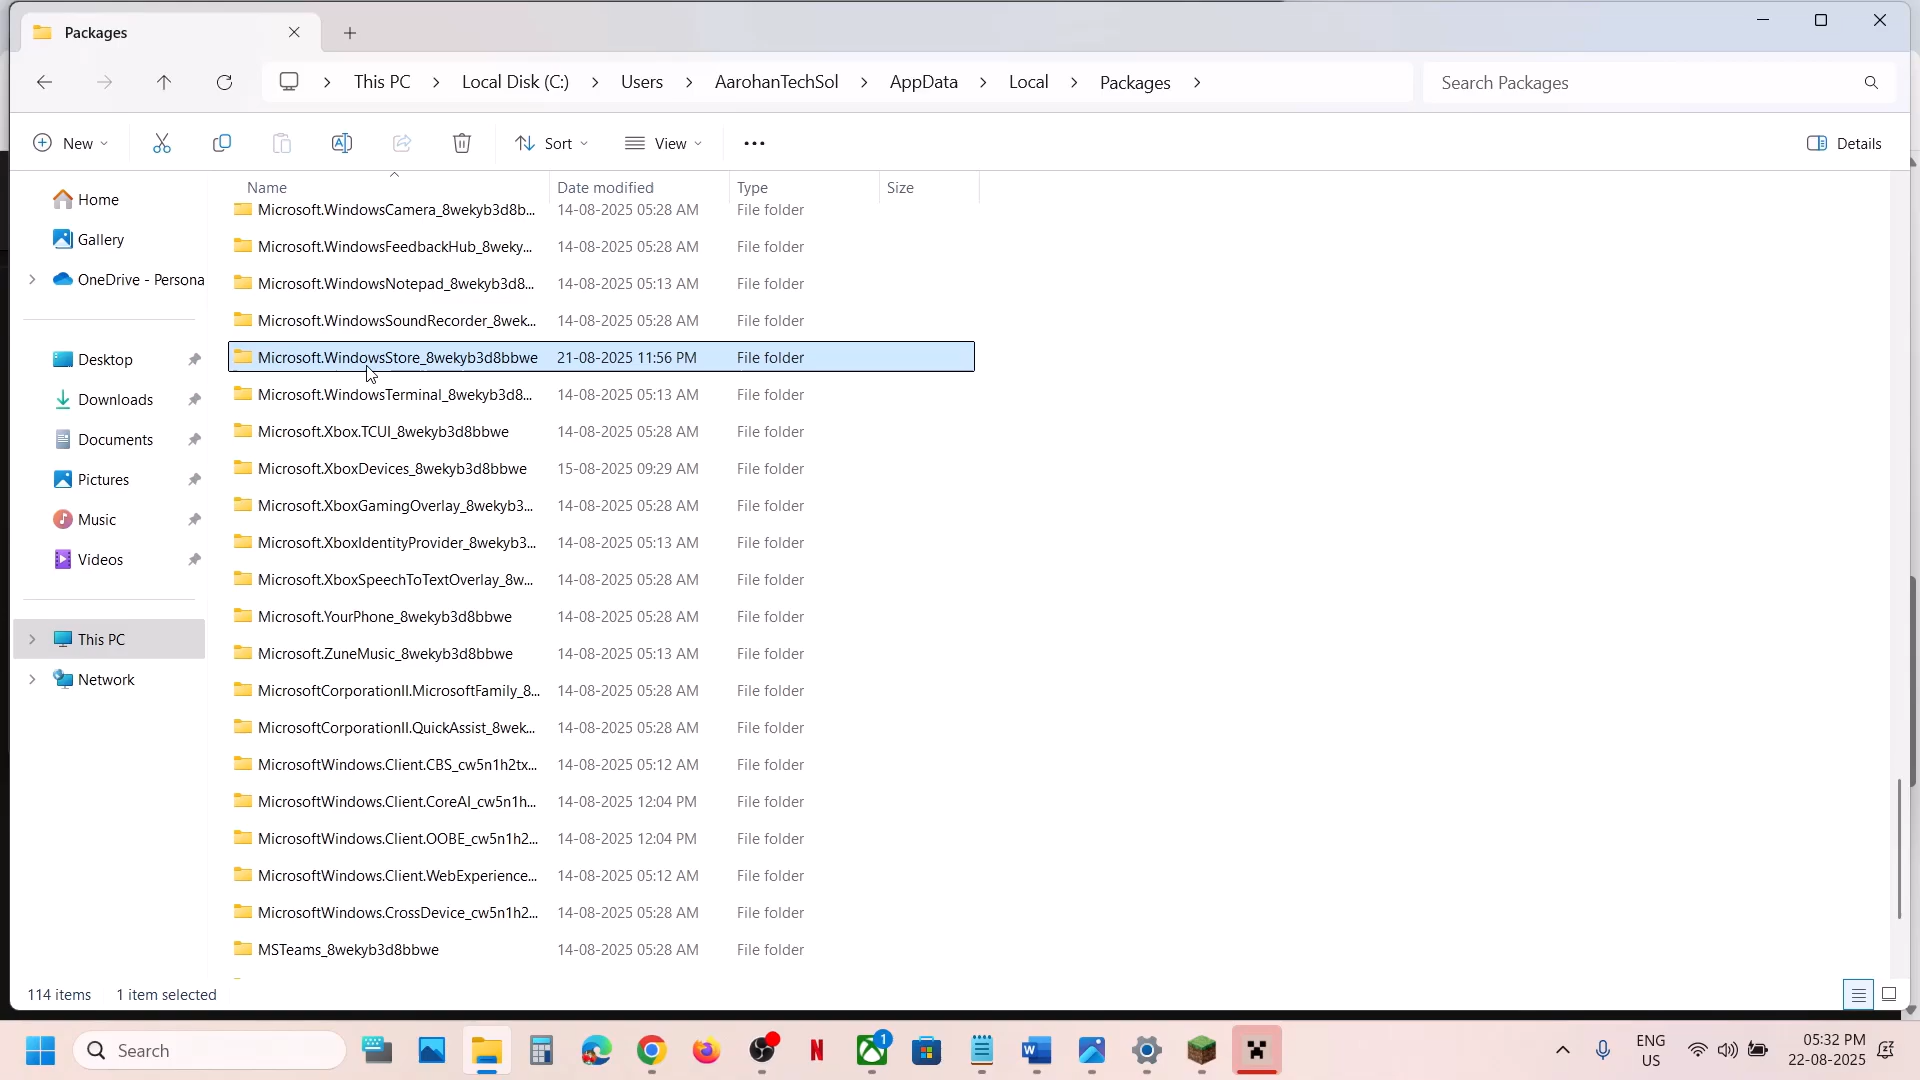 Packages
This PC > Local Disk (C:) > Users > AarohanTechSol > AppData > Local > Packages >
Search Packages
New
Sort
View
Details
Name Date modified Type Size
Home
Gallery
OneDrive - Persona
Desktop
Downloads
Documents
Pictures
Music
Videos
This PC
Network
Microsoft.WindowsCamera_8wekyb3d8b... 14-08-2025 05:28 AM File folder
Microsoft.WindowsFeedbackHub_8weky... 14-08-2025 05:28 AM File folder
Microsoft.WindowsNotepad_8wekyb3d8... 14-08-2025 05:13 AM File folder
Microsoft.WindowsSoundRecorder_8wek... 14-08-2025 05:28 AM File folder
Microsoft.WindowsStore_8wekyb3d8bbwe 21-08-2025 11:56 PM File folder
Microsoft.WindowsTerminal_8wekyb3d8... 14-08-2025 05:13 AM File folder
Microsoft.Xbox.TCUI_8wekyb3d8bbwe 14-08-2025 05:28 AM File folder
Microsoft.XboxDevices_8wekyb3d8bbwe 15-08-2025 09:29 AM File folder
Microsoft.XboxGamingOverlay_8wekyb3... 14-08-2025 05:28 AM File folder
Microsoft.XboxIdentityProvider_8wekyb3... 14-08-2025 05:13 AM File folder
Microsoft.XboxSpeechToTextOverlay_8w... 14-08-2025 05:28 AM File folder
Microsoft.YourPhone_8wekyb3d8bbwe 14-08-2025 05:28 AM File folder
Microsoft.ZuneMusic_8wekyb3d8bbwe 14-08-2025 05:13 AM File folder
MicrosoftCorporationII.MicrosoftFamily_8... 14-08-2025 05:28 AM File folder
MicrosoftCorporationII.QuickAssist_8wek... 14-08-2025 05:28 AM File folder
MicrosoftWindows.Client.CBS_cw5n1h2tx... 14-08-2025 05:12 AM File folder
MicrosoftWindows.Client.CoreAI_cw5n1h... 14-08-2025 12:04 PM File folder
MicrosoftWindows.Client.OOBE_cw5n1h2... 14-08-2025 12:04 PM File folder
MicrosoftWindows.Client.WebExperience... 14-08-2025 05:12 AM File folder
MicrosoftWindows.CrossDevice_cw5n1h2... 14-08-2025 05:28 AM File folder
MSTeams_8wekyb3d8bbwe 14-08-2025 05:28 AM File folder
114 items 1 item selected
Search
1
ENG
US
05:32 PM
22-08-2025